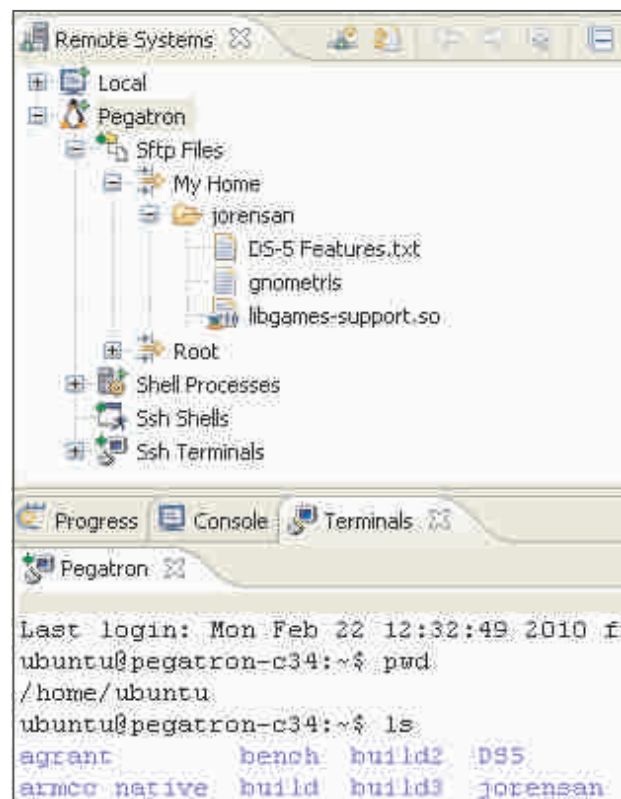 Remote Systems
Local
Pegatron
Sftp Files
My Home
jorensan
DS-5 Features.txt
gnometris
libgames-support.so
Root
Shell Processes
Ssh Shells
Ssh Terminals
Progress Console Terminals
Pegatron
Last login: Mon Feb 22 12:32:49 2010 f
ubuntu@pegatron-c34:~$ pwd
/home/ubuntu
ubuntu@pegatron-c34:~$ ls
agrant bench build2 DS5
armcc_native build build3 jorensan